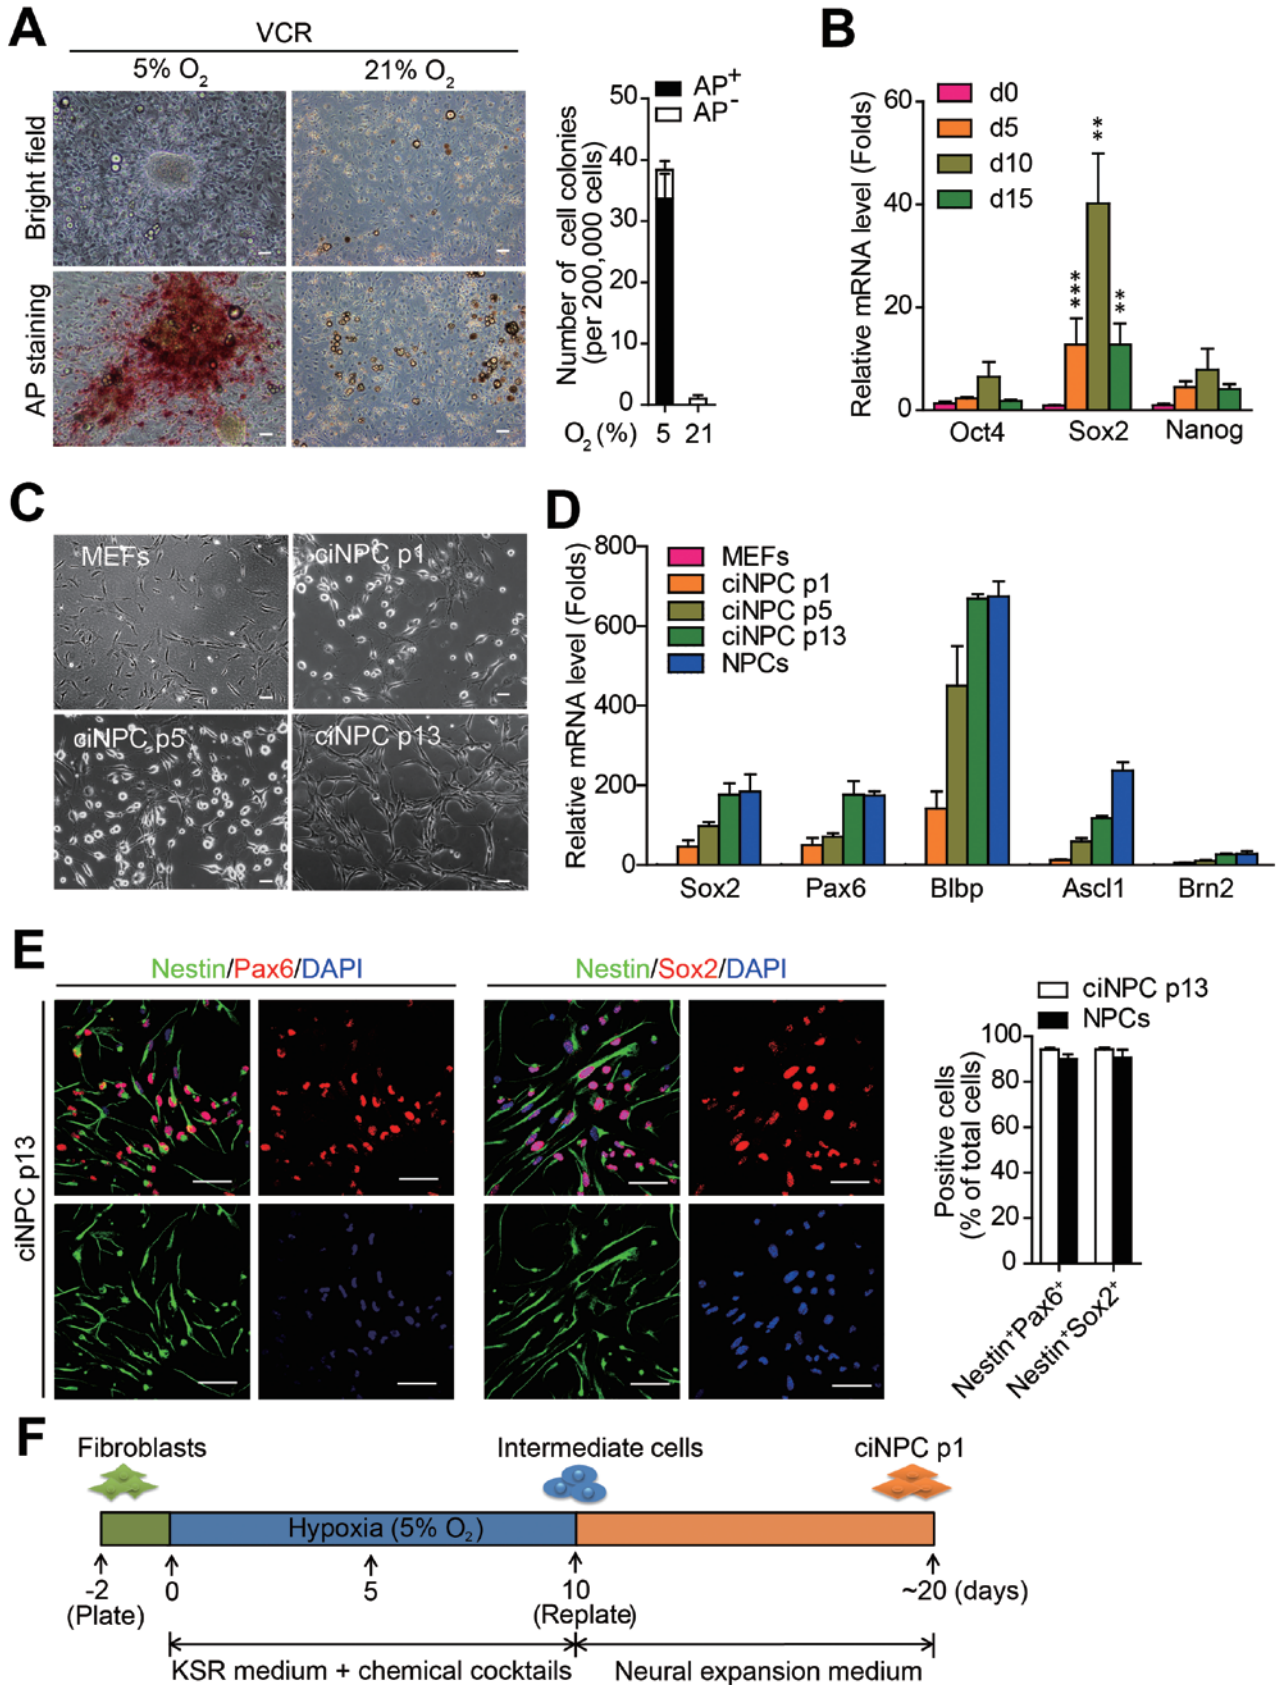 A
VCR
5% O2
21% O2
Bright field
AP staining
AP+
AP-
Number of cell colonies
(per 200,000 cells)
50
40
30
20
10
0
O2 (%) 5 21
B
Relative mRNA level (Folds)
60
40
20
0
d0
d5
d10
d15
***
**
**
Oct4 Sox2 Nanog
C
MEFs
ciNPC p1
ciNPC p5
ciNPC p13
D
Relative mRNA level (Folds)
800
600
400
200
0
MEFs
ciNPC p1
ciNPC p5
ciNPC p13
NPCs
Sox2 Pax6 Blbp Ascl1 Brn2
E
Nestin/Pax6/DAPI
Nestin/Sox2/DAPI
ciNPC p13
ciNPC p13
NPCs
Positive cells
(% of total cells)
100
80
60
40
20
0
Nestin+Pax6+
Nestin+Sox2+
F
Fibroblasts
Intermediate cells
ciNPC p1
Hypoxia (5% O2)
-2 0 5 10 ~20 (days)
(Plate) (Replate)
KSR medium + chemical cocktails
Neural expansion medium